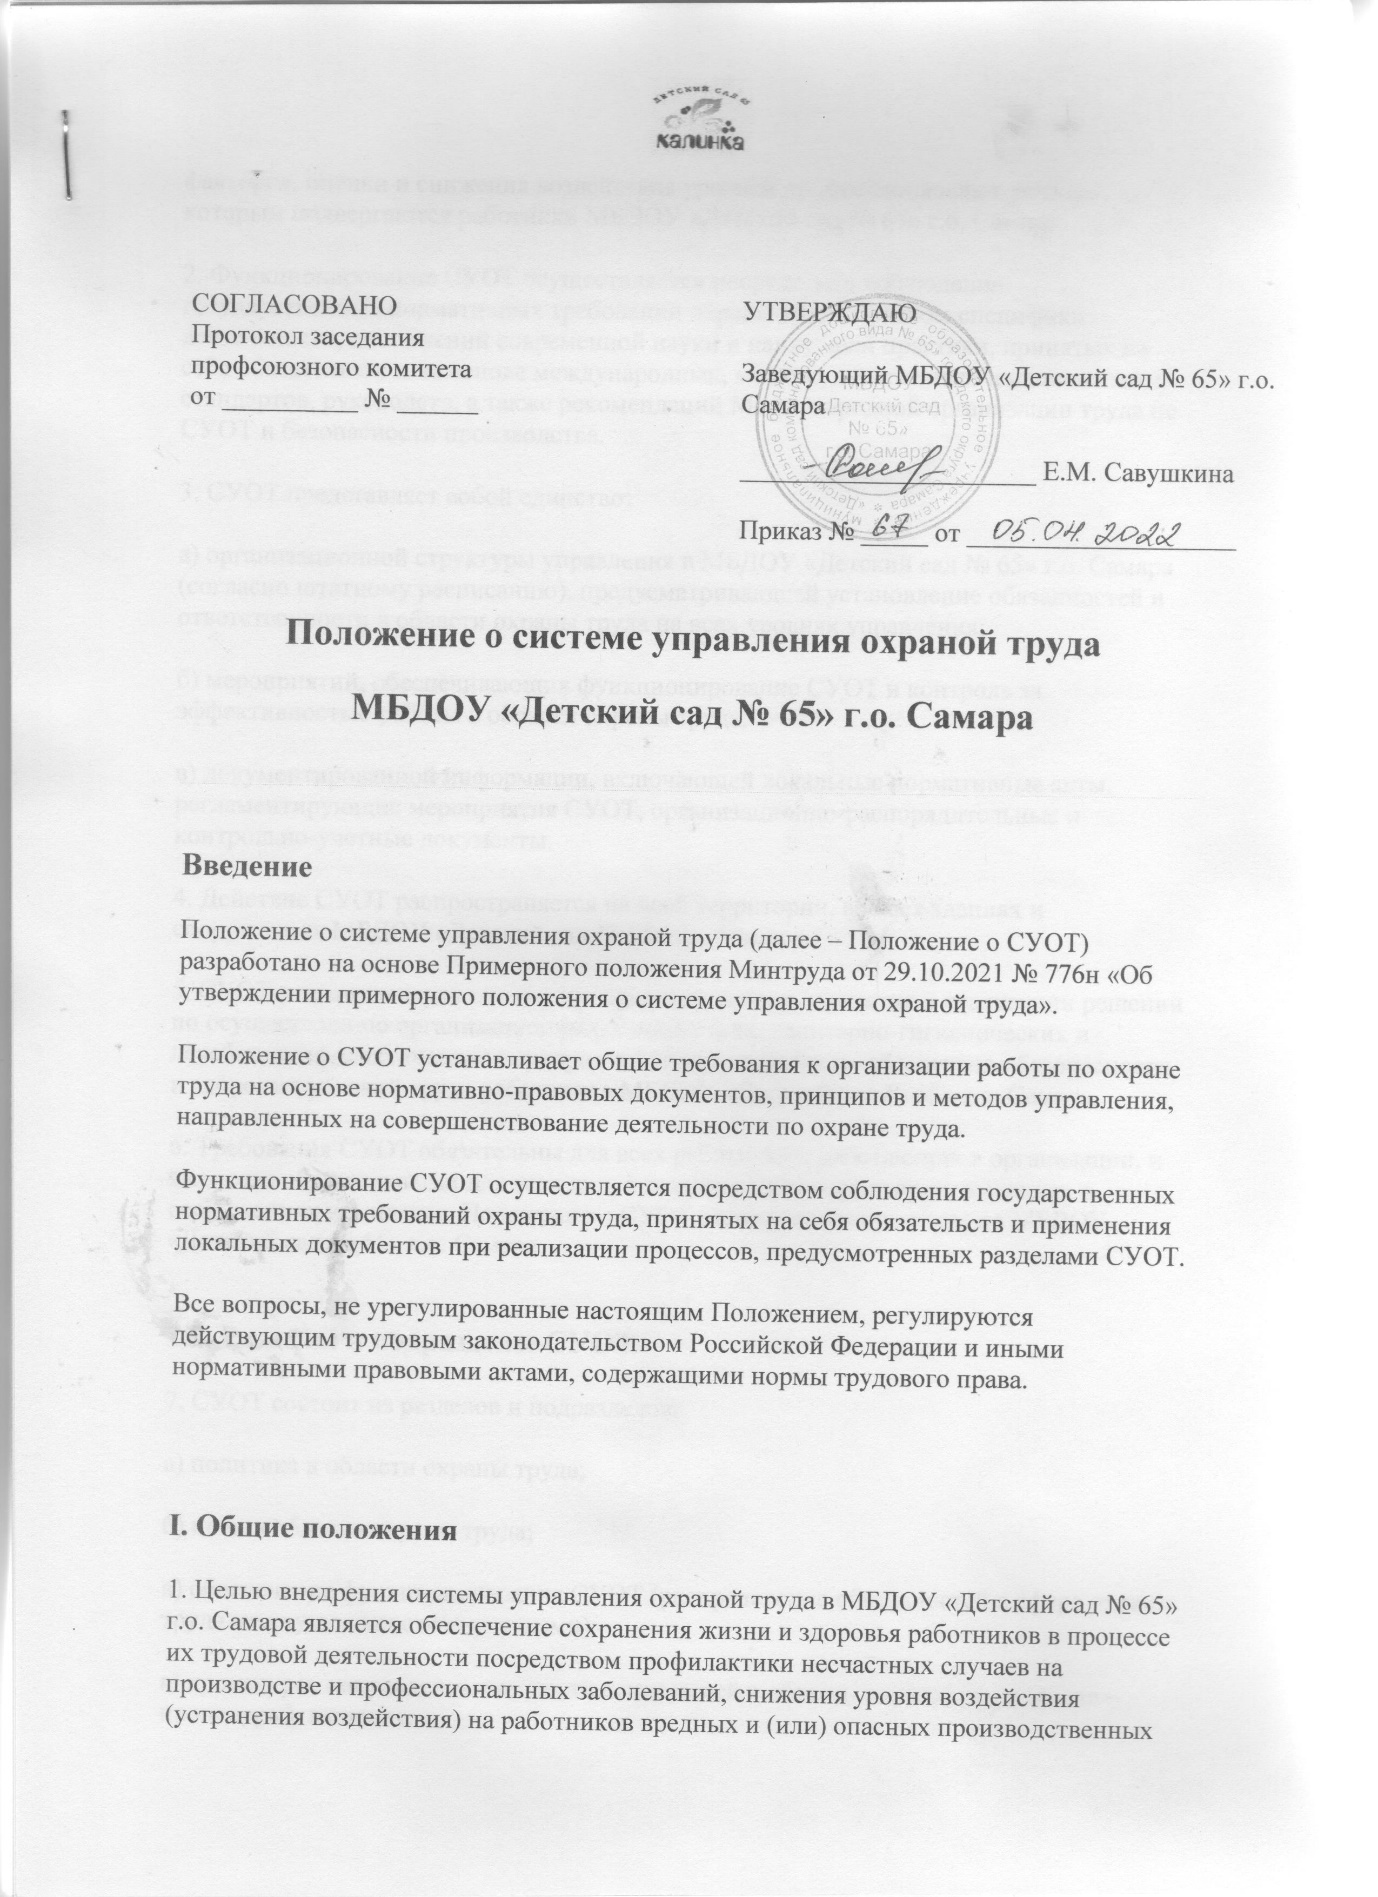 ДЕТСКИЙ САД 65
калинка
СОГЛАСОВАНО
Протокол заседания
профсоюзного комитета
от __________ № ______
УТВЕРЖДАЮ
Заведующий МБДОУ «Детский сад № 65» г.о.
Самара
МБДОУ
«Детский сад
№ 65»
г.о. Самара
______________________ Е.М. Савушкина
Приказ № 67 от 05.04.2022
Положение о системе управления охраной труда
МБДОУ «Детский сад № 65» г.о. Самара
Введение
Положение о системе управления охраной труда (далее – Положение о СУОТ)
разработано на основе Примерного положения Минтруда от 29.10.2021 № 776н «Об
утверждении примерного положения о системе управления охраной труда».
Положение о СУОТ устанавливает общие требования к организации работы по охране
труда на основе нормативно-правовых документов, принципов и методов управления,
направленных на совершенствование деятельности по охране труда.
Функционирование СУОТ осуществляется посредством соблюдения государственных
нормативных требований охраны труда, принятых на себя обязательств и применения
локальных документов при реализации процессов, предусмотренных разделами СУОТ.
Все вопросы, не урегулированные настоящим Положением, регулируются
действующим трудовым законодательством Российской Федерации и иными
нормативными правовыми актами, содержащими нормы трудового права.
I. Общие положения
1. Целью внедрения системы управления охраной труда в МБДОУ «Детский сад № 65»
г.о. Самара является обеспечение сохранения жизни и здоровья работников в процессе
их трудовой деятельности посредством профилактики несчастных случаев на
производстве и профессиональных заболеваний, снижения уровня воздействия
(устранения воздействия) на работников вредных и (или) опасных производственных